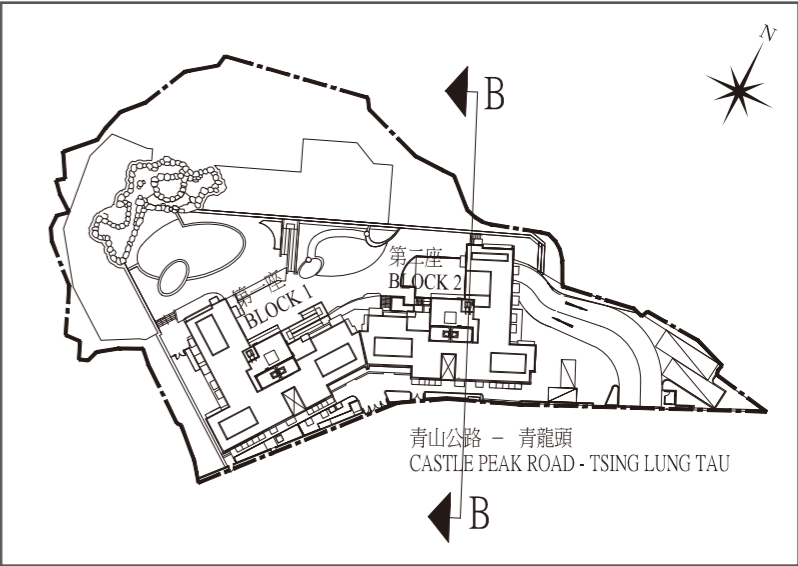 N
B
第二座
BLOCK 2
第一座
BLOCK 1
青山公路 – 青龍頭
CASTLE PEAK ROAD - TSING LUNG TAU
B